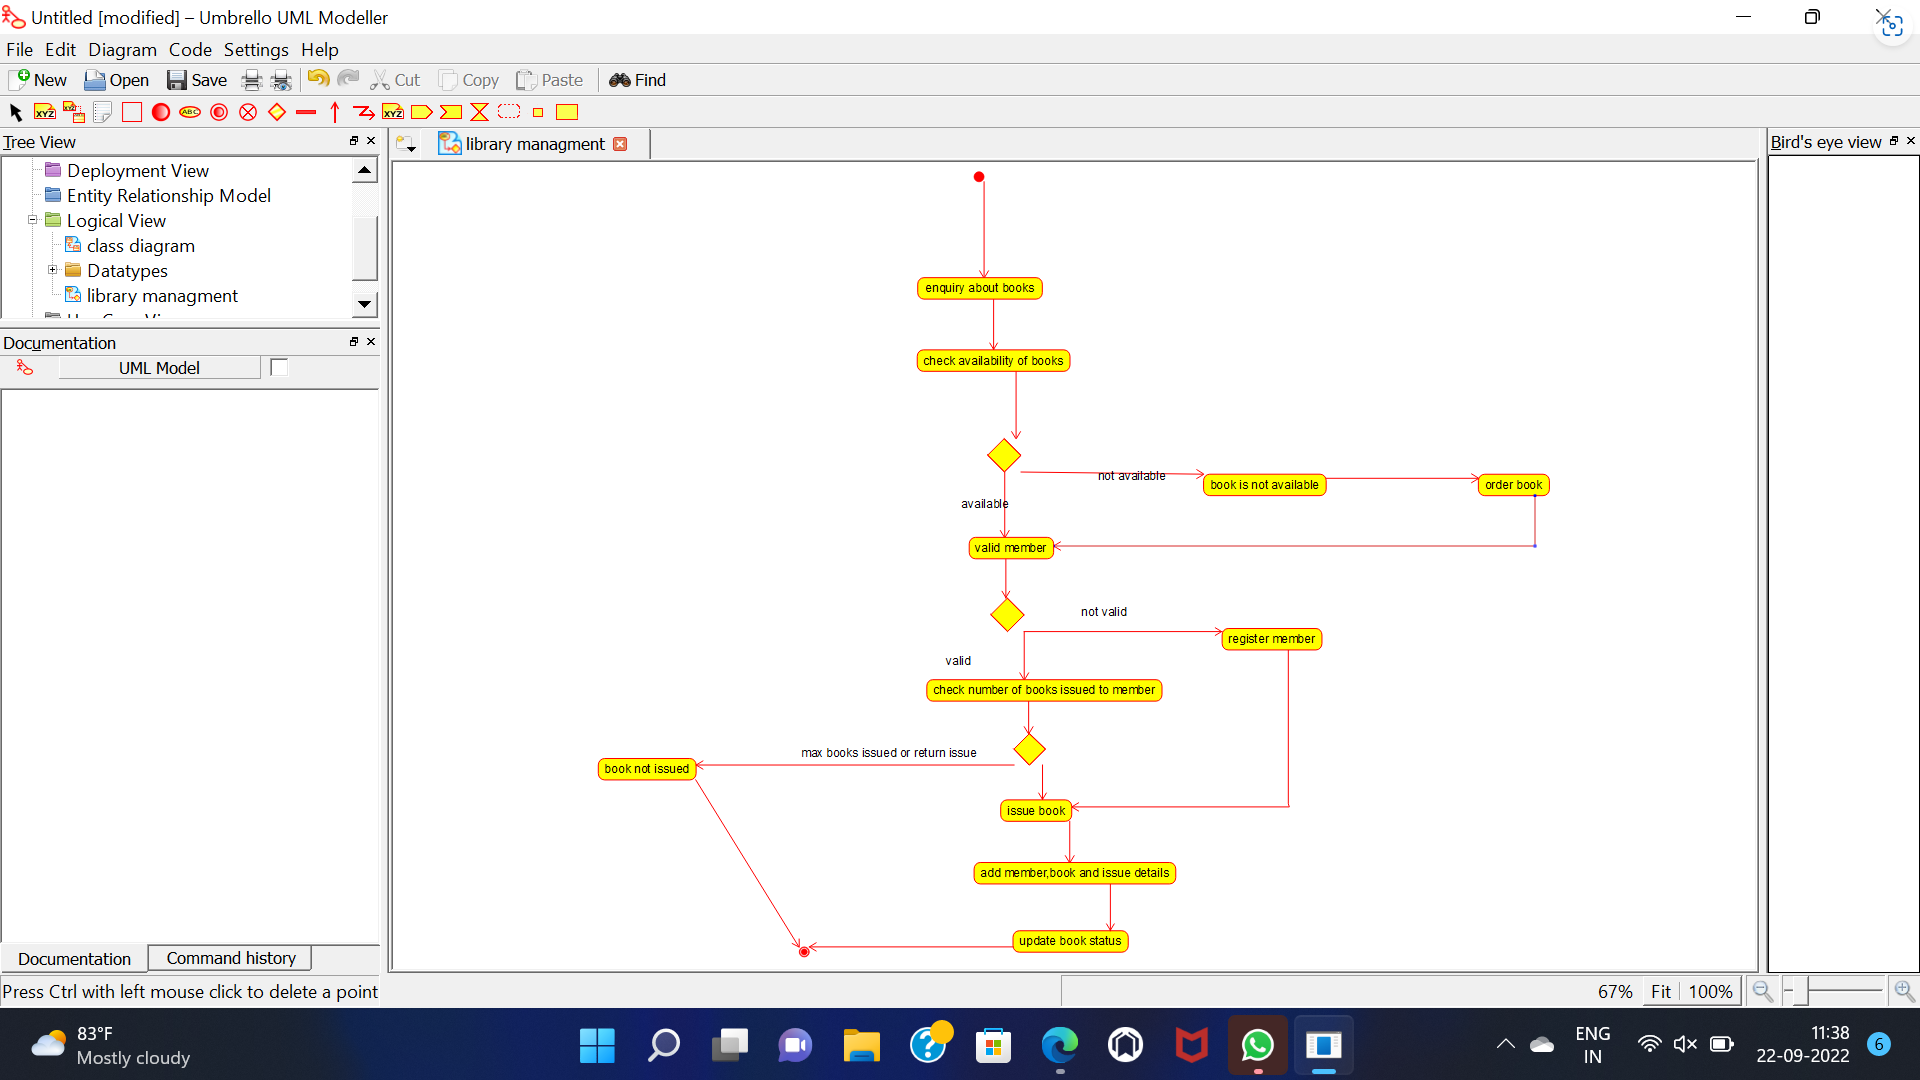 Untitled [modified] – Umbrello UML Modeller
File Edit Diagram Code Settings Help
New Open Save Cut Copy Paste Find
XYZ XYZ ABC XYZ
Tree View
library managment
Bird's eye view
Deployment View
Entity Relationship Model
Logical View
class diagram
Datatypes
library managment
Documentation
UML Model
enquiry about books
check availability of books
not available
book is not available
order book
available
valid member
not valid
register member
valid
check number of books issued to member
max books issued or return issue
book not issued
issue book
add member,book and issue details
update book status
Documentation Command history
Press Ctrl with left mouse click to delete a point
67% Fit 100%
83°F
Mostly cloudy
ENG
IN
11:38
22-09-2022
6